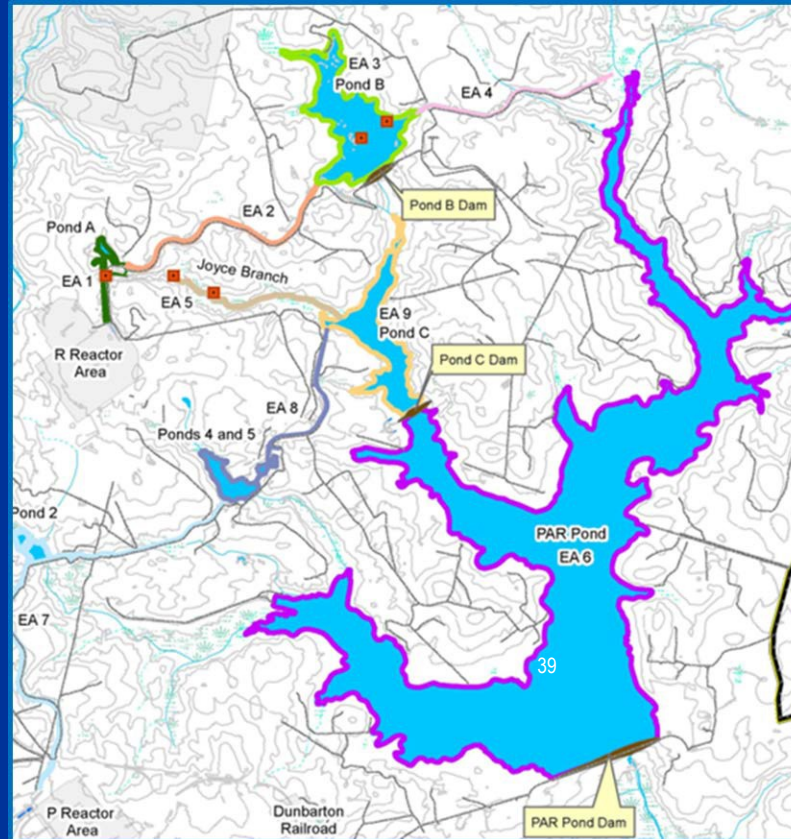 EA 3
Pond B
EA 4
Pond B Dam
EA 2
Pond A
Joyce Branch
EA 1
EA 5
EA 9
Pond C
R Reactor
Area
Pond C Dam
EA 8
Ponds 4 and 5
Pond 2
PAR Pond
EA 6
EA 7
39
P Reactor
Area
Dunbarton
Railroad
PAR Pond Dam